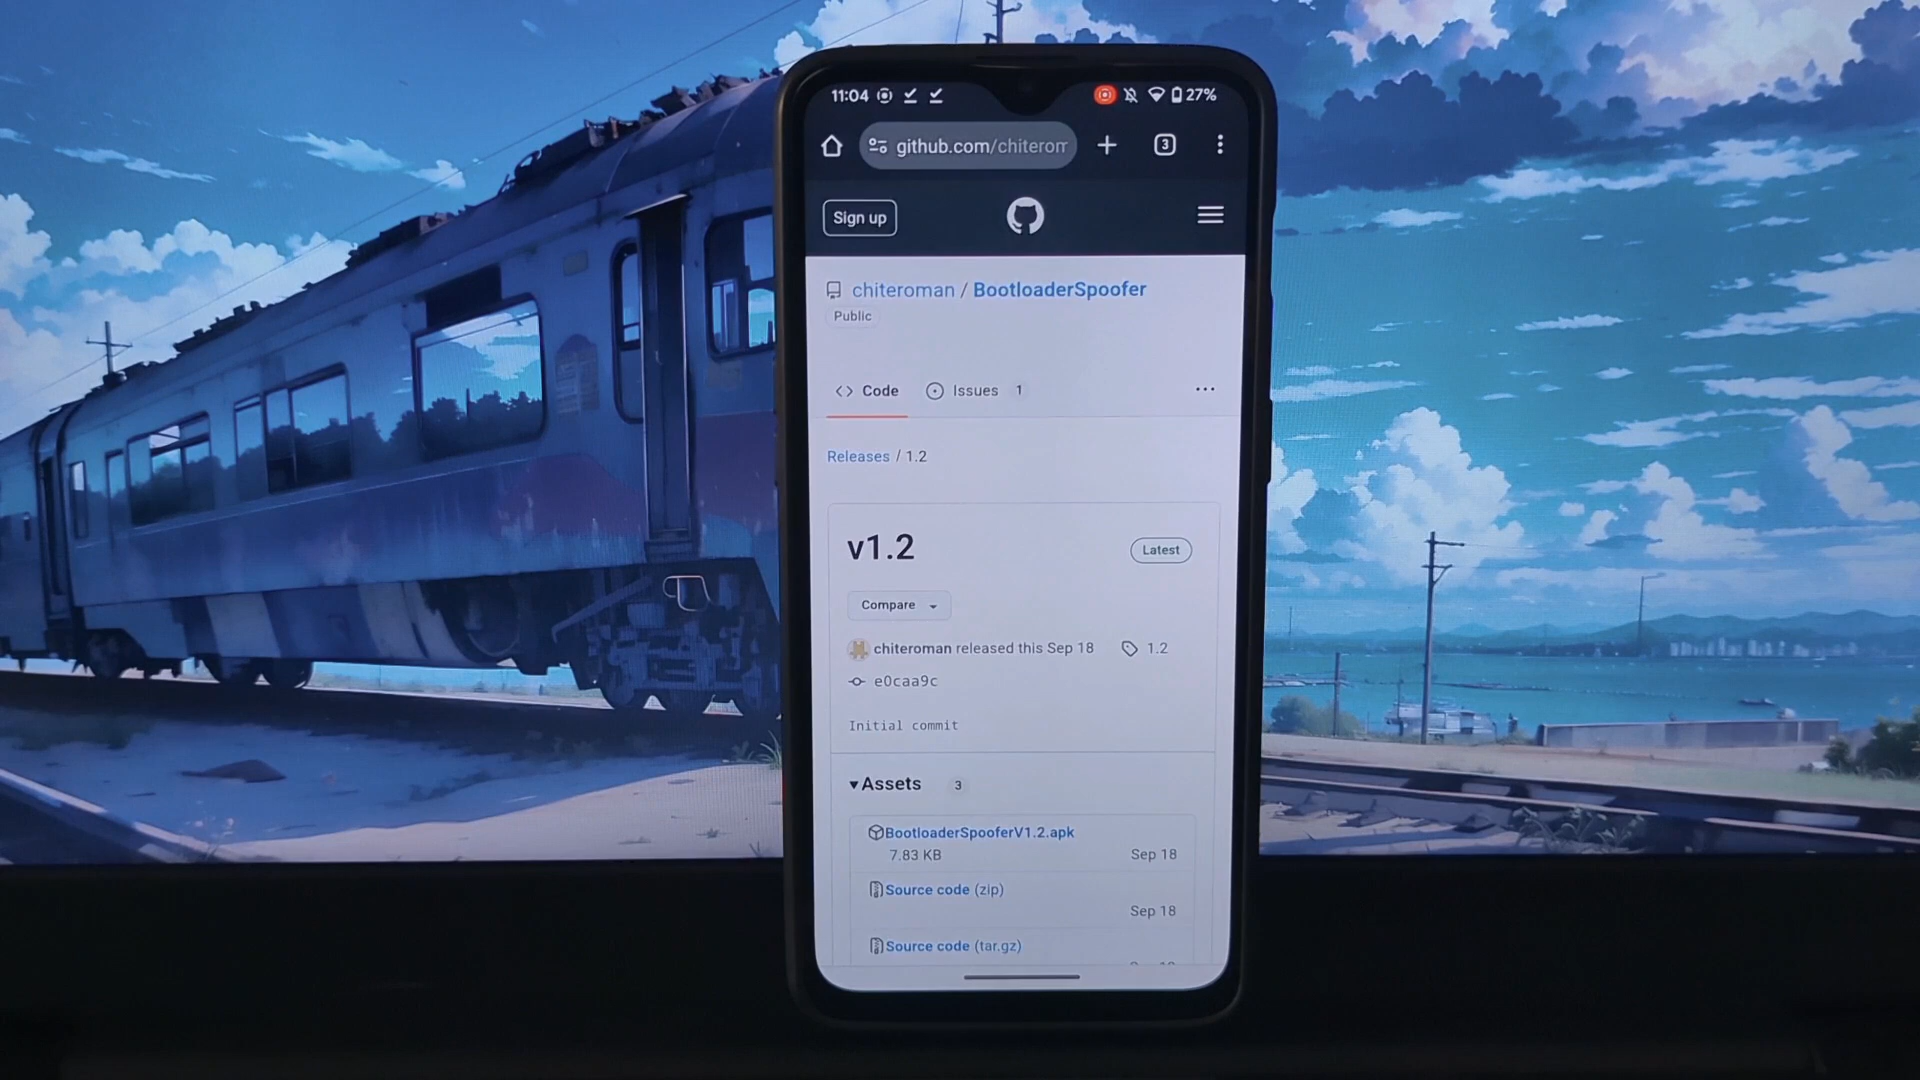 11:04 27%
github.com/chiterom 3
Sign up
chiteroman / BootloaderSpoofer
Public
Code Issues 1
Releases / 1.2
v1.2 Latest
Compare
chiteroman released this Sep 18 1.2
e0caa9c
Initial commit
Assets 3
BootloaderSpooferV1.2.apk
7.83 KB Sep 18
Source code (zip)
Sep 18
Source code (tar.gz)